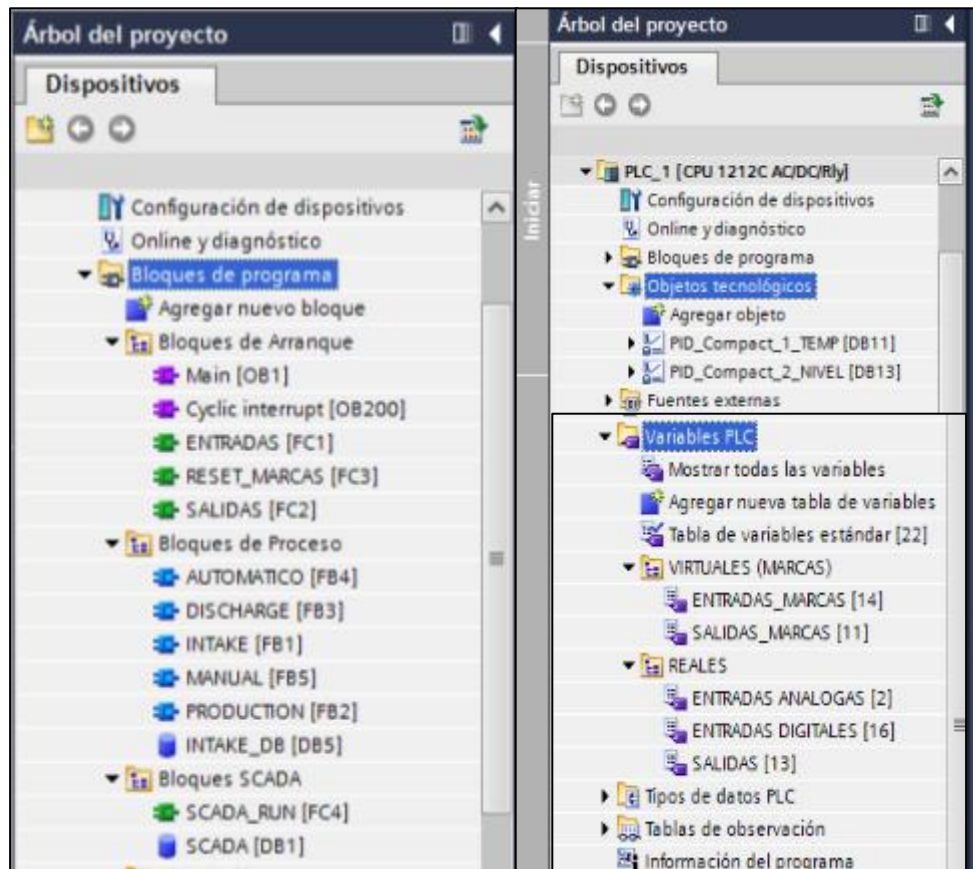 Árbol del proyecto
Dispositivos
Configuración de dispositivos
Online y diagnóstico
Bloques de programa
Agregar nuevo bloque
Bloques de Arranque
Main [OB1]
Cyclic interrupt [OB200]
ENTRADAS [FC1]
RESET_MARCAS [FC3]
SALIDAS [FC2]
Bloques de Proceso
AUTOMATICO [FB4]
DISCHARGE [FB3]
INTAKE [FB1]
MANUAL [FB5]
PRODUCTION [FB2]
INTAKE_DB [DB5]
Bloques SCADA
SCADA_RUN [FC4]
SCADA [DB1]
Iniciar
Árbol del proyecto
Dispositivos
PLC_1 [CPU 1212C AC/DC/Rly]
Configuración de dispositivos
Online y diagnóstico
Bloques de programa
Objetos tecnológicos
Agregar objeto
PID_Compact_1_TEMP [DB11]
PID_Compact_2_NIVEL [DB13]
Fuentes externas
Variables PLC
Mostrar todas las variables
Agregar nueva tabla de variables
Tabla de variables estándar [22]
VIRTUALES (MARCAS)
ENTRADAS_MARCAS [14]
SALIDAS_MARCAS [11]
REALES
ENTRADAS ANALOGAS [2]
ENTRADAS DIGITALES [16]
SALIDAS [13]
Tipos de datos PLC
Tablas de observación
Información del programa